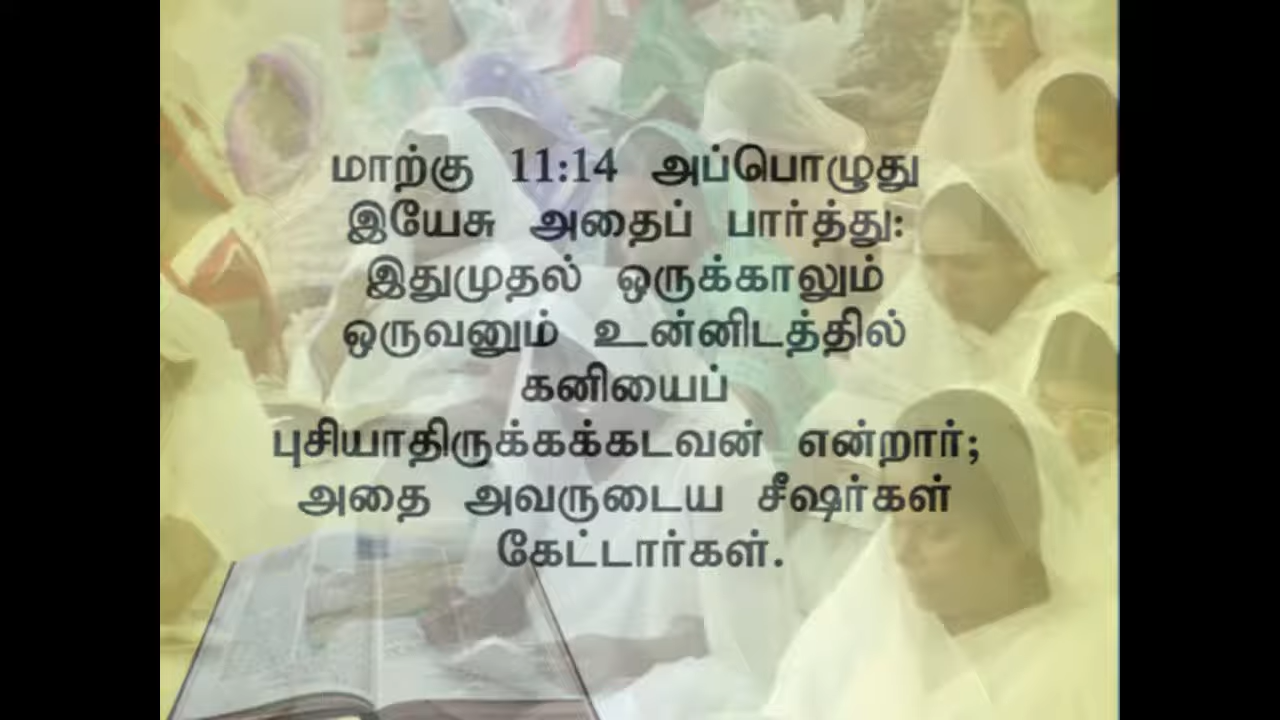 மாற்கு 11:14 அப்பொழுது
இயேசு அதைப் பார்த்து:
இதுமுதல் ஒருக்காலும்
ஒருவனும் உன்னிடத்தில்
கனியைப்
புசியாதிருக்கக்கடவன் என்றார்;
அதை அவருடைய சீஷர்கள்
கேட்டார்கள்.